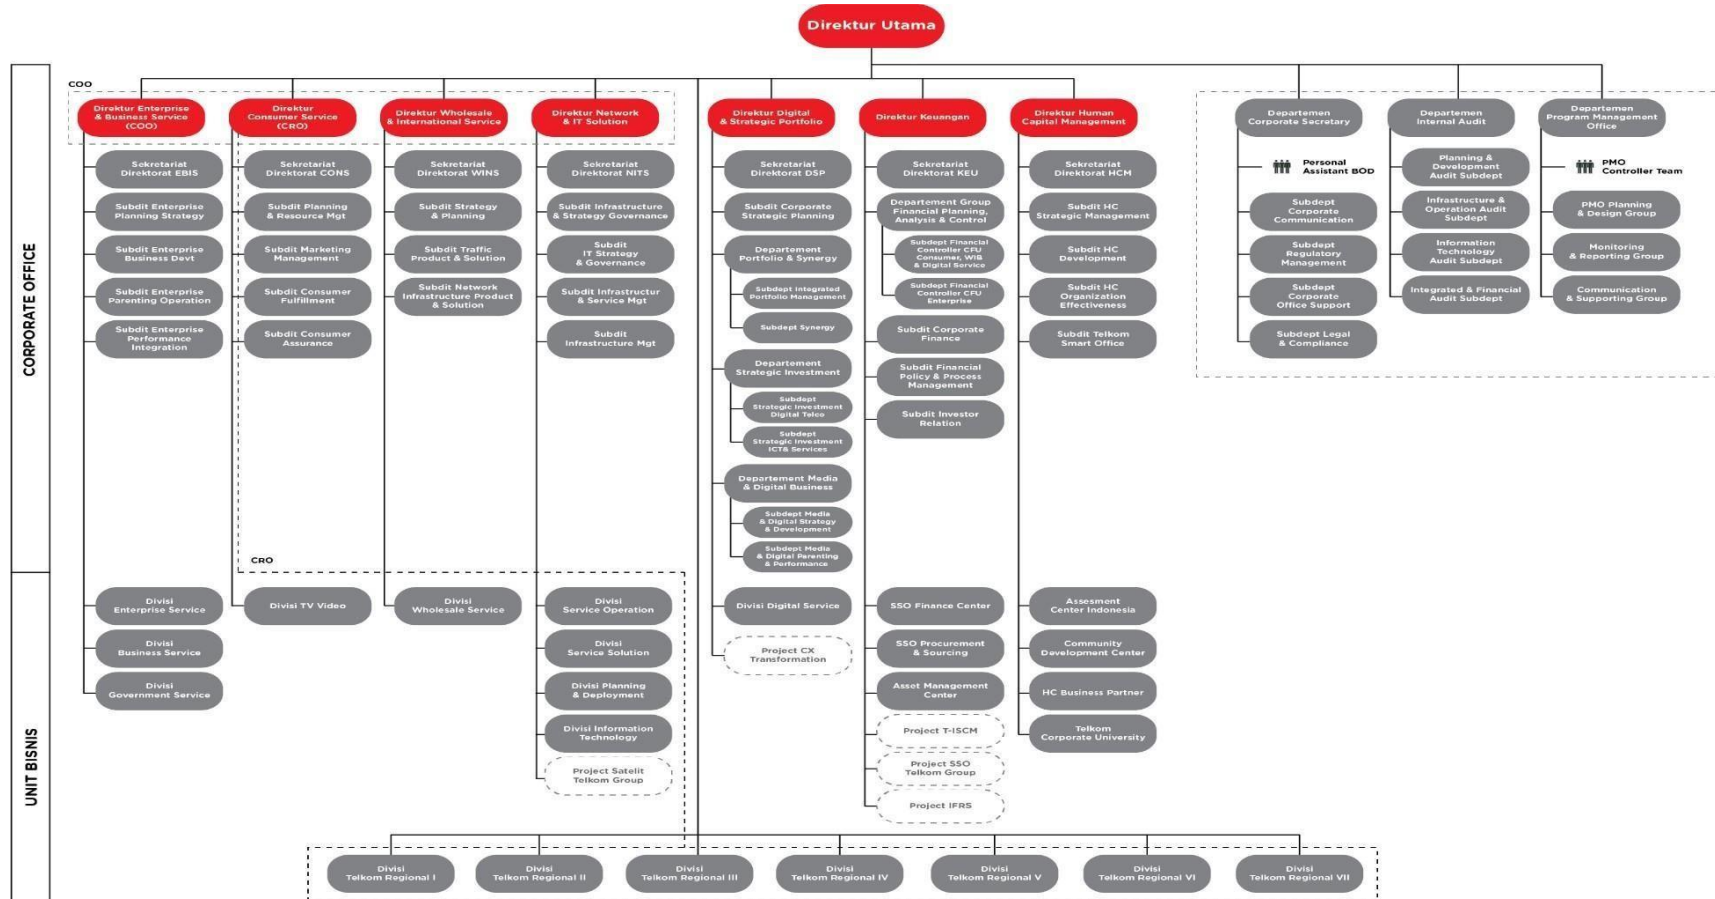 Direktur Utama
CORPORATE OFFICE
UNIT BISNIS
COO
Direktur Enterprise
& Business Service
(COO)
Sekretariat
Direktorat EBIS
Subdit Enterprise
Planning Strategy
Subdit Enterprise
Business Devt
Subdit Enterprise
Parenting Operation
Subdit Enterprise
Performance
Integration
Divisi
Enterprise Service
Divisi
Business Service
Divisi
Government Service
Direktur
Consumer Service
(CRO)
Sekretariat
Direktorat CONS
Subdit Planning
& Resource Mgt
Subdit Marketing
Management
Subdit Consumer
Fulfillment
Subdit Consumer
Assurance
CRO
Divisi TV Video
Direktur Wholesale
& International Service
Sekretariat
Direktorat WINS
Subdit Strategy
& Planning
Subdit Traffic
Product & Solution
Subdit Network
Infrastructure Product
& Solution
Divisi
Wholesale Service
Direktur Network
& IT Solution
Sekretariat
Direktorat NITS
Subdit Infrastructure
& Strategy Governance
Subdit
IT Strategy
& Governance
Subdit Infrastructur
& Service Mgt
Subdit
Infrastructure Mgt
Divisi
Service Operation
Divisi
Service Solution
Divisi Planning
& Deployment
Divisi Information
Technology
Project Satelit
Telkom Group
Direktur Digital
& Strategic Portfolio
Sekretariat
Direktorat DSP
Subdit Corporate
Strategic Planning
Departement
Portfolio & Synergy
Subdept Integrated
Portfolio Management
Subdept Synergy
Departement
Strategic Investment
Subdept
Strategic Investment
Digital Telco
Subdept
Strategic Investment
ICT& Services
Departement Media
& Digital Business
Subdept Media
& Digital Strategy
& Development
Subdept Media
& Digital Parenting
& Performance
Divisi Digital Service
Project CX
Transformation
Direktur Keuangan
Sekretariat
Direktorat KEU
Departement Group
Financial Planning,
Analysis & Control
Subdept Financial
Controller CFU
Consumer, WIB
& Digital Service
Subdept Financial
Controller CFU
Enterprise
Subdit Corporate
Finance
Subdit Financial
Policy & Process
Management
Subdit Investor
Relation
SSO Finance Center
SSO Procurement
& Sourcing
Asset Management
Center
Project T-ISCM
Project SSO
Telkom Group
Project IFRS
Direktur Human
Capital Management
Sekretariat
Direktorat HCM
Subdit HC
Strategic Management
Subdit HC
Development
Subdit HC
Organization
Effectiveness
Subdit Telkom
Smart Office
Assesment
Center Indonesia
Community
Development Center
HC Business Partner
Telkom
Corporate University
Departemen
Corporate Secretary
Personal
Assistant BOD
Subdept
Corporate
Communication
Subdept
Regulatory
Management
Subdept
Corporate
Office Support
Subdept Legal
& Compliance
Departemen
Internal Audit
Planning &
Development
Audit Subdept
Infrastructure &
Operation Audit
Subdept
Information
Technology
Audit Subdept
Integrated & Financial
Audit Subdept
Departemen
Program Management
Office
PMO
Controller Team
PMO Planning
& Design Group
Monitoring
& Reporting Group
Communication
& Supporting Group
Divisi
Telkom Regional I
Divisi
Telkom Regional II
Divisi
Telkom Regional III
Divisi
Telkom Regional IV
Divisi
Telkom Regional V
Divisi
Telkom Regional VI
Divisi
Telkom Regional VII